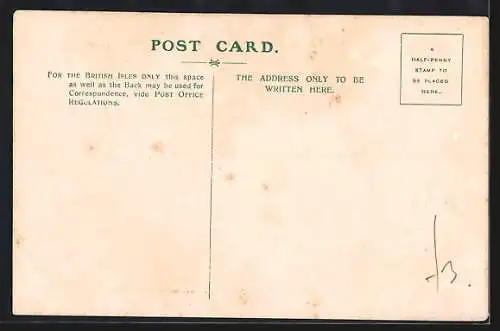 POST CARD.
FOR THE BRITISH ISLES ONLY this space
as well as the Back may be used for
Correspondence, vide POST OFFICE
REGULATIONS.
THE ADDRESS ONLY TO BE
WRITTEN HERE.
A
HALF-PENNY
STAMP TO
BE PLACED
HERE.